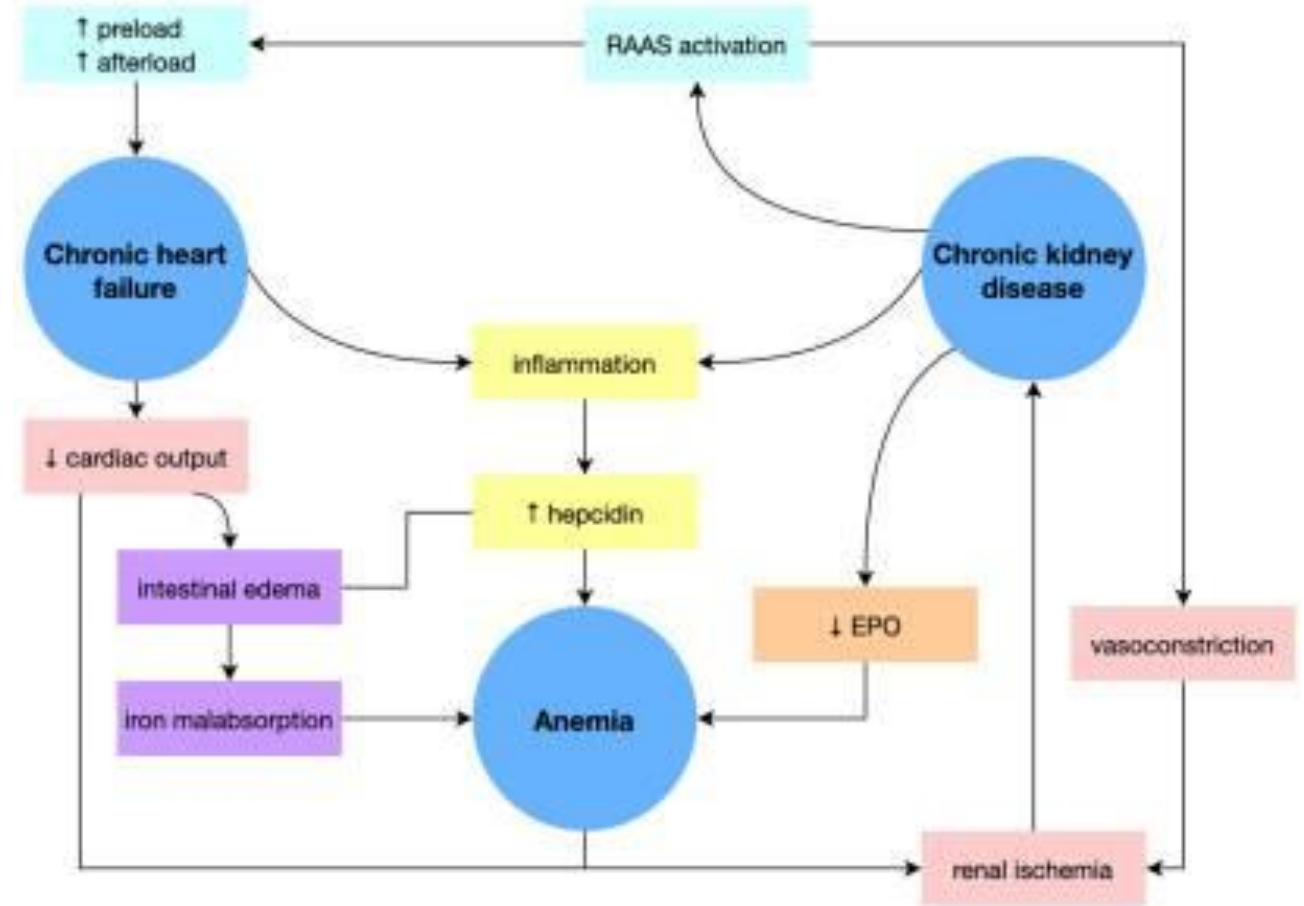 ↑ preload
↑ afterload
RAAS activation
Chronic heart
failure
Chronic kidney
disease
inflammation
↓ cardiac output
↑ hepcidin
intestinal edema
↓ EPO
vasoconstriction
iron malabsorption
Anemia
renal ischemia